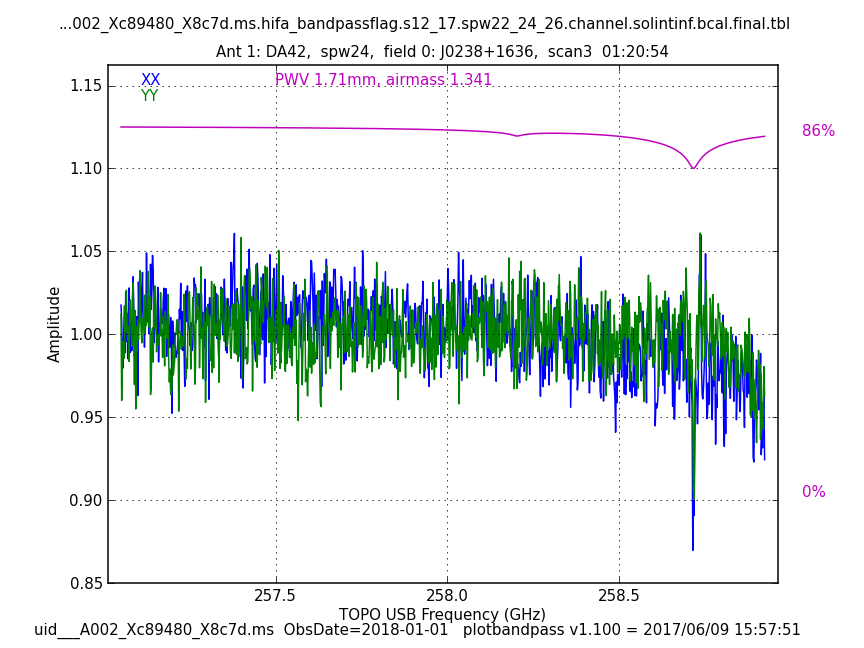 ...002_Xc89480_X8c7d.ms.hifa_bandpassflag.s12_17.spw22_24_26.channel.solintinf.bcal.final.tbl
Ant 1: DA42,  spw24,  field 0: J0238+1636,  scan3  01:20:54
XX
YY
PWV 1.71mm, airmass 1.341
86%
0%
Amplitude
1.15
1.10
1.05
1.00
0.95
0.90
0.85
257.5
258.0
258.5
TOPO USB Frequency (GHz)
uid___A002_Xc89480_X8c7d.ms  ObsDate=2018-01-01   plotbandpass v1.100 = 2017/06/09 15:57:51